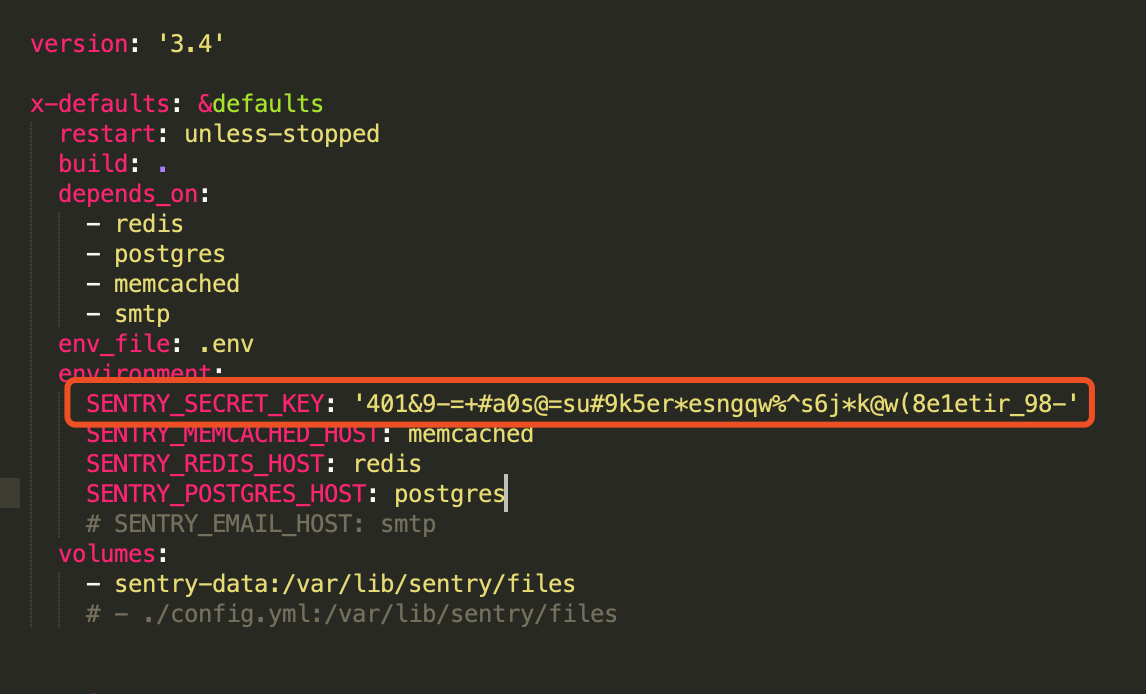 version: '3.4'
x-defaults: &defaults
  restart: unless-stopped
  build: .
  depends_on:
    - redis
    - postgres
    - memcached
    - smtp
  env_file: .env
  environment:
    SENTRY_SECRET_KEY: '401&9-=+#a0s@=su#9k5er*esngqw%^s6j*k@w(8e1etir_98-'
    SENTRY_MEMCACHED_HOST: memcached
    SENTRY_REDIS_HOST: redis
    SENTRY_POSTGRES_HOST: postgres
    # SENTRY_EMAIL_HOST: smtp
  volumes:
    - sentry-data:/var/lib/sentry/files
    # - ./config.yml:/var/lib/sentry/files